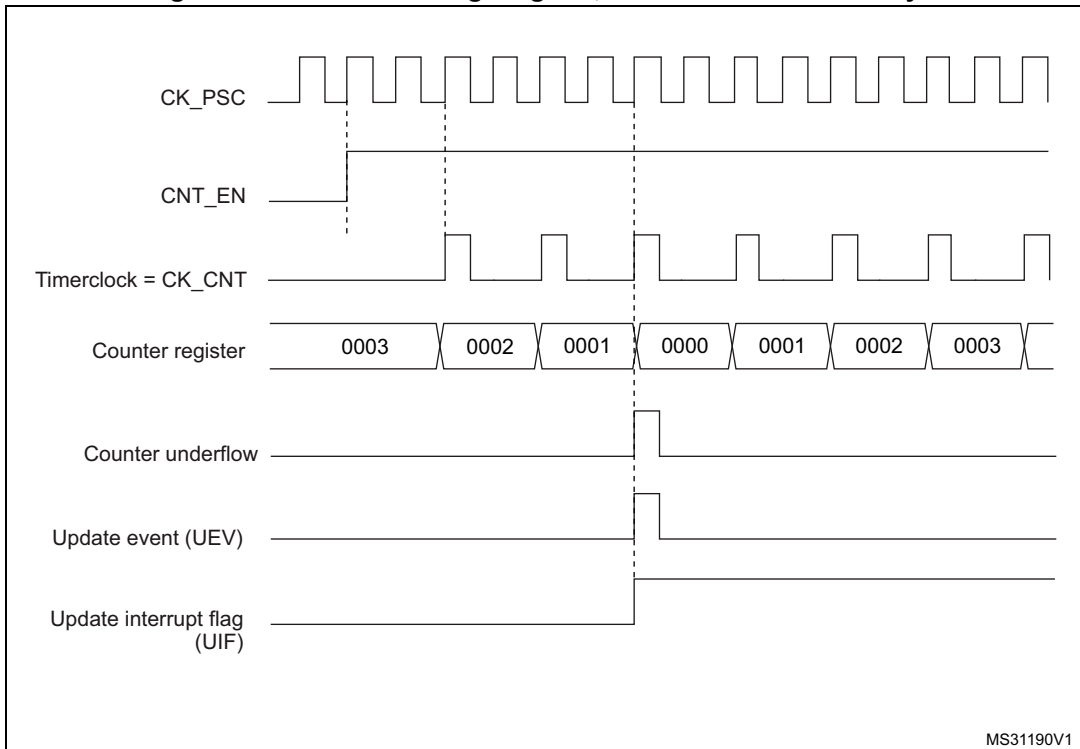 CK_PSC
CNT_EN
Timerclock = CK_CNT
Counter register
0003
0002
0001
0000
0001
0002
0003
Counter underflow
Update event (UEV)
Update interrupt flag
(UIF)
MS31190V1